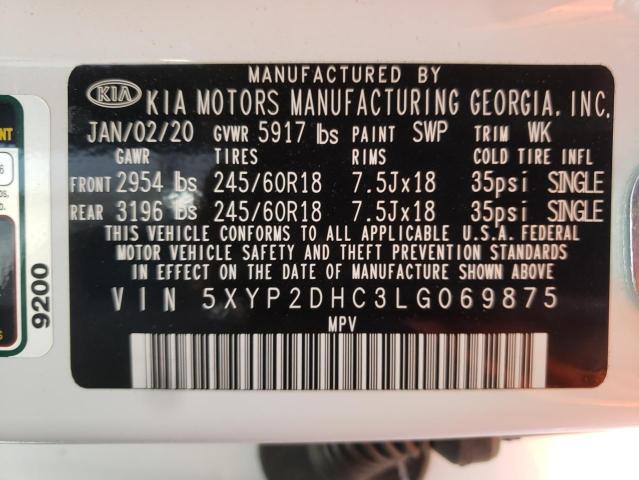 MANUFACTURED BY
KIA KIA MOTORS MANUFACTURING GEORGIA, INC.
JAN/02/20 GVWR 5917 lbs PAINT SWP TRIM WK
GAWR TIRES RIMS COLD TIRE INFL
FRONT 2954 lbs 245/60R18 7.5Jx18 35psi SINGLE
REAR 3196 lbs 245/60R18 7.5Jx18 35psi SINGLE
THIS VEHICLE CONFORMS TO ALL APPLICABLE U.S.A. FEDERAL
MOTOR VEHICLE SAFETY AND THEFT PREVENTION STANDARDS
IN EFFECT ON THE DATE OF MANUFACTURE SHOWN ABOVE
VIN 5XYP2DHC3LG069875
MPV
9200